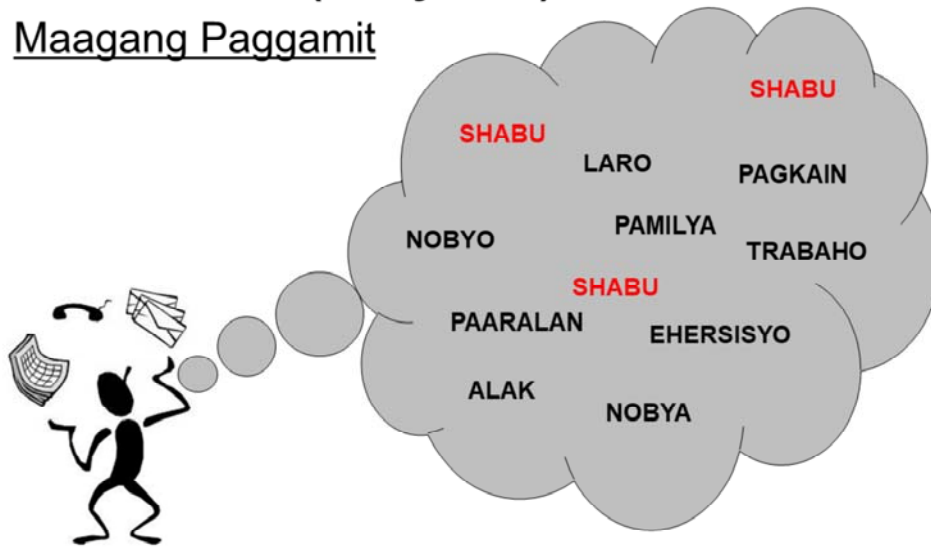 Maagang Paggamit
SHABU
SHABU
LARO
PAGKAIN
PAMILYA
NOBYO
TRABAHO
SHABU
PAARALAN
EHERSISYO
ALAK
NOBYA